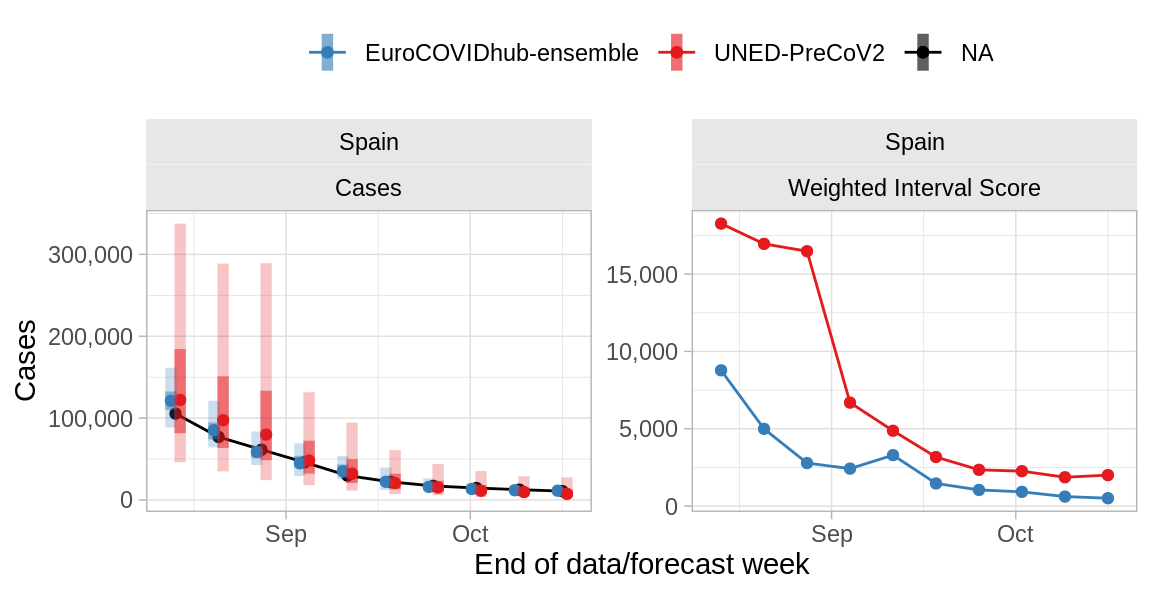 EuroCOVIDhub-ensemble UNED-PreCoV2 NA
Spain
Cases
Cases
300,000
200,000
100,000
0
Sep Oct
Spain
Weighted Interval Score
15,000
10,000
5,000
0
Sep Oct
End of data/forecast week